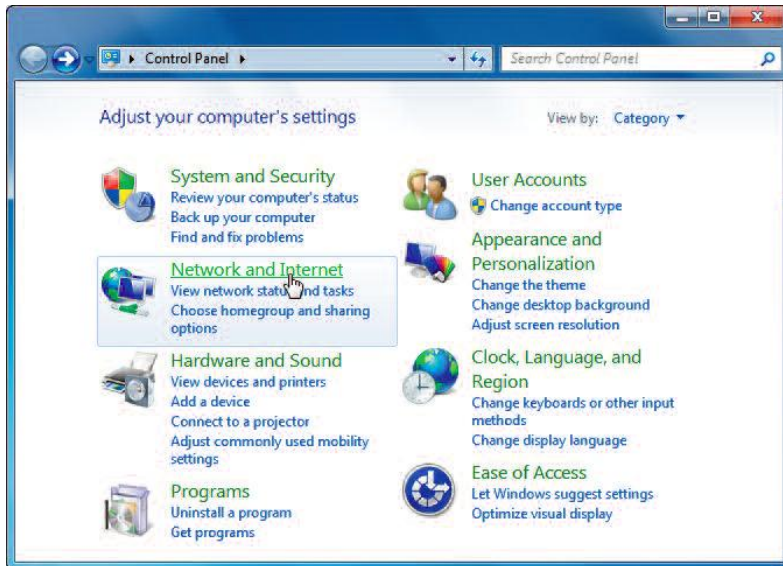 Control Panel
Search Control Panel
Adjust your computer's settings
View by: Category
System and Security
Review your computer's status
Back up your computer
Find and fix problems
Network and Internet
View network status and tasks
Choose homegroup and sharing
options
Hardware and Sound
View devices and printers
Add a device
Connect to a projector
Adjust commonly used mobility
settings
Programs
Uninstall a program
Get programs
User Accounts
Change account type
Appearance and
Personalization
Change the theme
Change desktop background
Adjust screen resolution
Clock, Language, and
Region
Change keyboards or other input
methods
Change display language
Ease of Access
Let Windows suggest settings
Optimize visual display